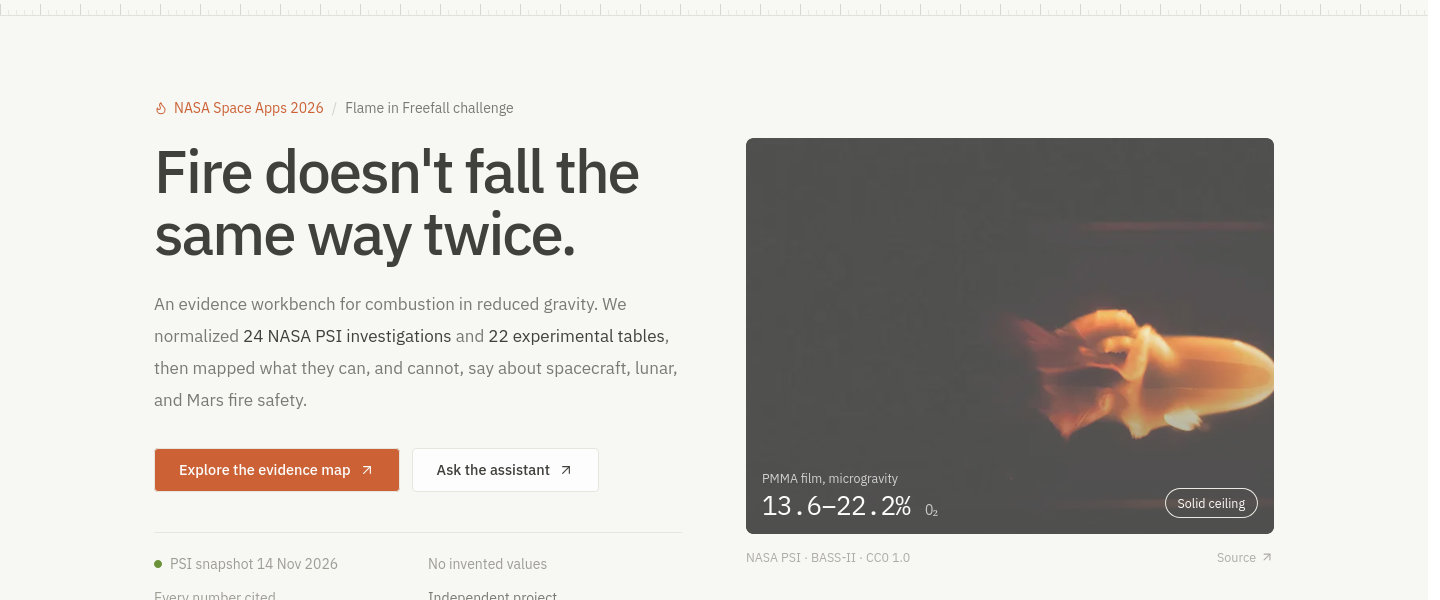 NASA Space Apps 2026 / Flame in Freefall challenge
Fire doesn't fall the
same way twice.
An evidence workbench for combustion in reduced gravity. We
normalized 24 NASA PSI investigations and 22 experimental tables,
then mapped what they can, and cannot, say about spacecraft, lunar,
and Mars fire safety.
Explore the evidence map
Ask the assistant
PSI snapshot 14 Nov 2026
No invented values
Every number cited
Independent project
PMMA film, microgravity
13.6–22.2% O₂
Solid ceiling
NASA PSI · BASS-II · CC0 1.0
Source